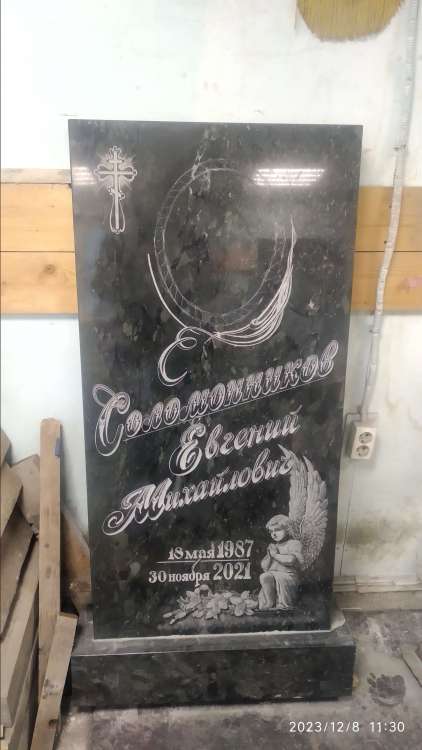 Соломонников
Евгений
Михайлович
18 мая 1987
30 ноября 2021
2023/12/8 11:30